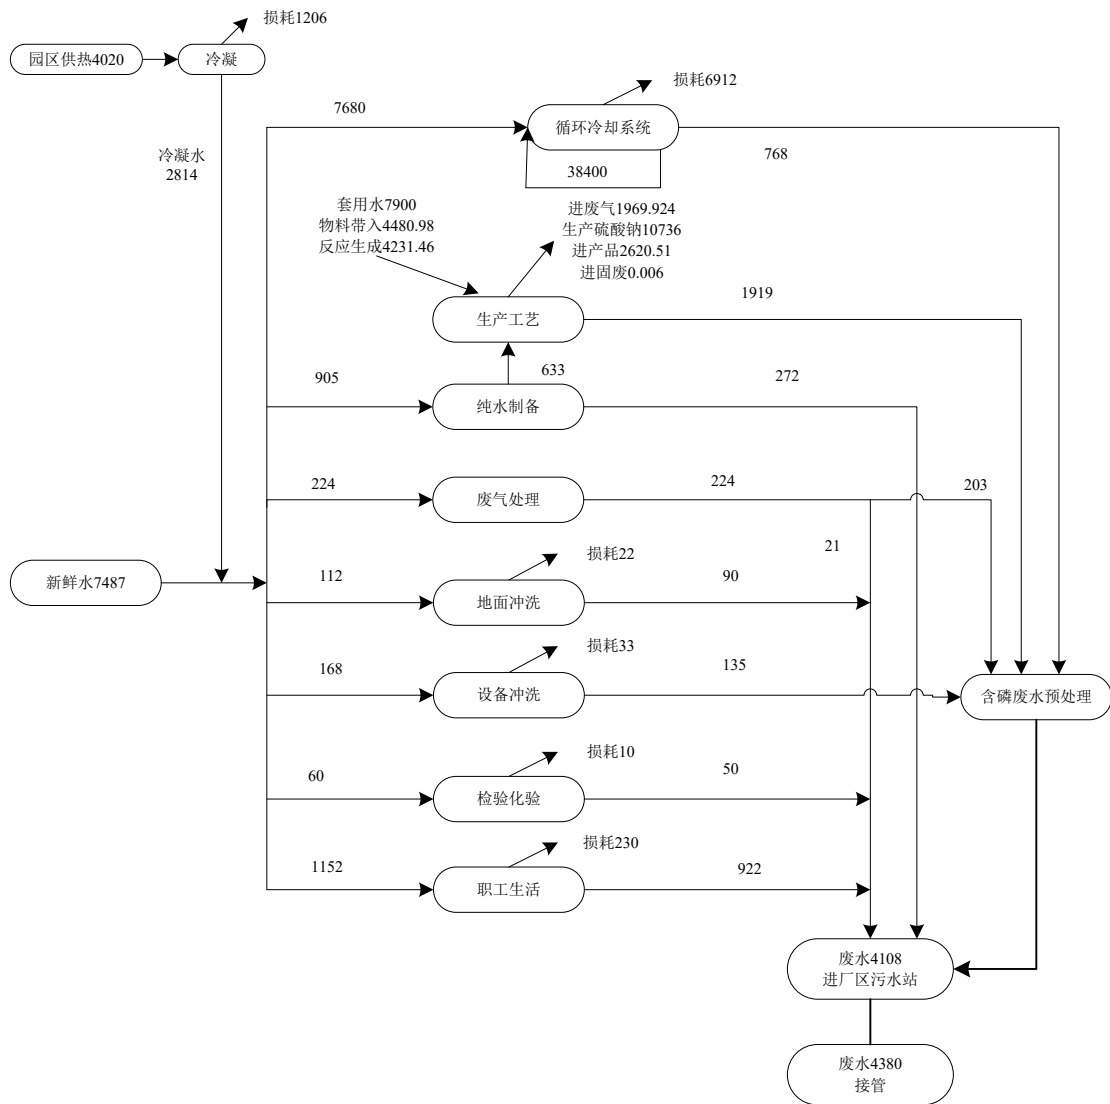 损耗1206
园区供热4020
冷凝
损耗6912
7680
循环冷却系统
768
冷凝水
2814
38400
套用水7900
物料带入4480.98
反应生成4231.46
进废气1969.924
生产硫酸钠10736
进产品2620.51
进固废0.006
1919
生产工艺
905
633
272
纯水制备
224
废气处理
224
203
21
新鲜水7487
损耗22
112
地面冲洗
90
损耗33
168
设备冲洗
135
含磷废水预处理
损耗10
60
检验化验
50
损耗230
1152
职工生活
922
废水4108
进厂区污水站
废水4380
接管